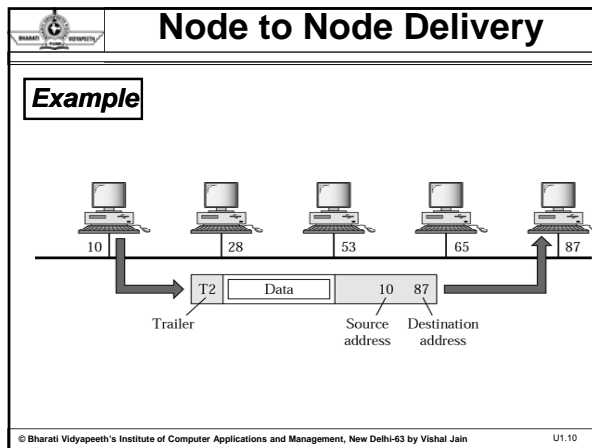 BHARATI VIDYAPEETH
PUNE
Node to Node Delivery
Example
10 28 53 65 87
T2 Data 10 87
Trailer Source address Destination address
© Bharati Vidyapeeth's Institute of Computer Applications and Management, New Delhi-63 by Vishal Jain U1.10